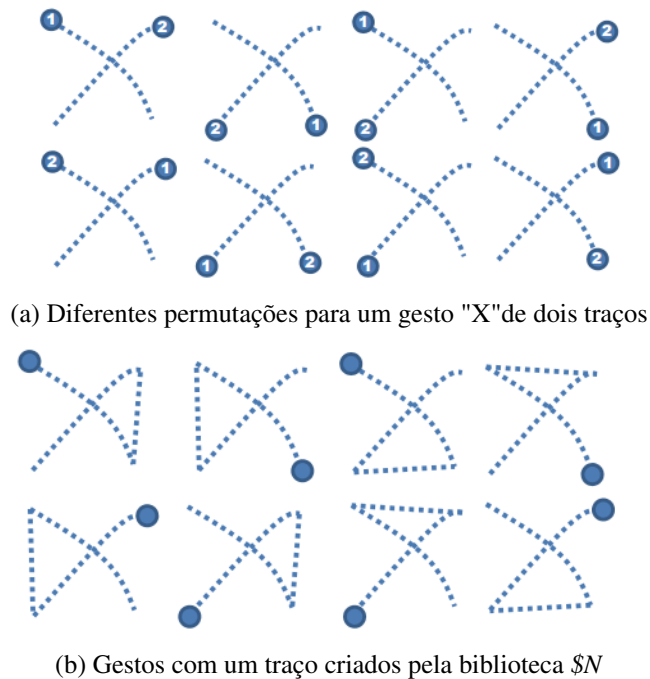 1 2 1 2
2 1 2 1
2 1 2 1
1 2 1 2
(a) Diferentes permutações para um gesto "X"de dois traços
(b) Gestos com um traço criados pela biblioteca $N